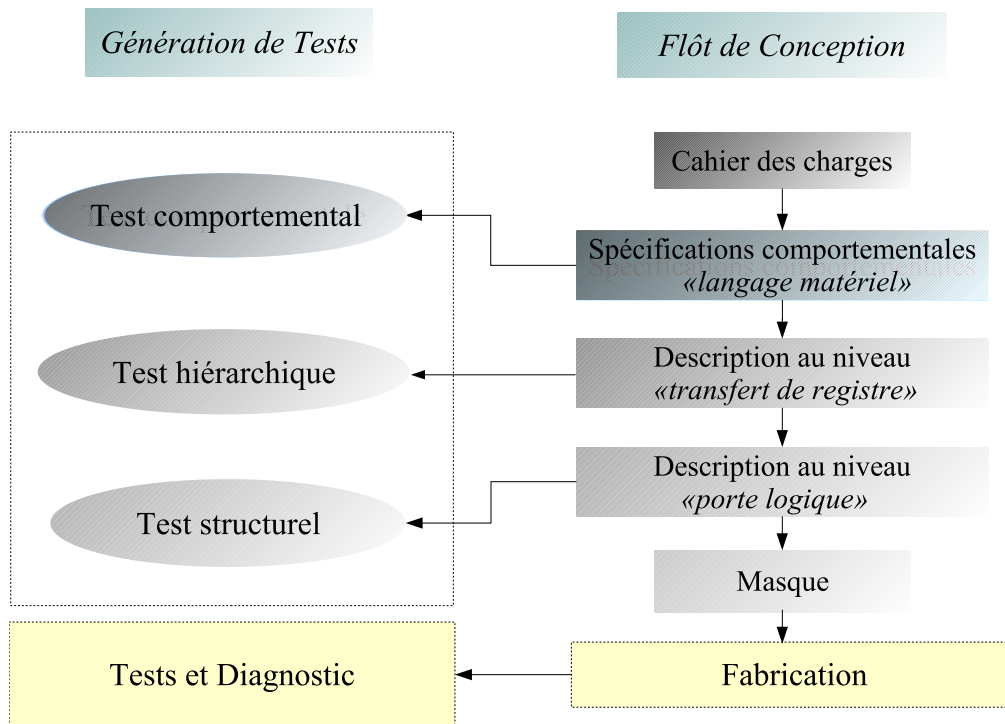 Génération de Tests
Flôt de Conception
Cahier des charges
Test comportemental
Spécifications comportementales
«langage matériel»
Test hiérarchique
Description au niveau
«transfert de registre»
Description au niveau
«porte logique»
Test structurel
Masque
Tests et Diagnostic
Fabrication